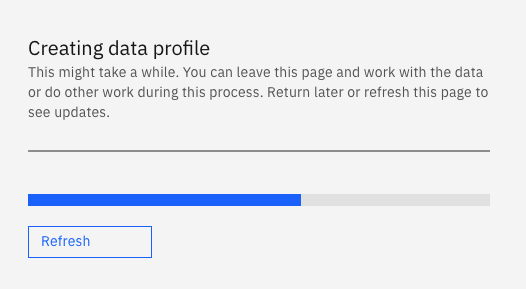 Creating data profile
This might take a while. You can leave this page and work with the data
or do other work during this process. Return later or refresh this page to
see updates.
Refresh